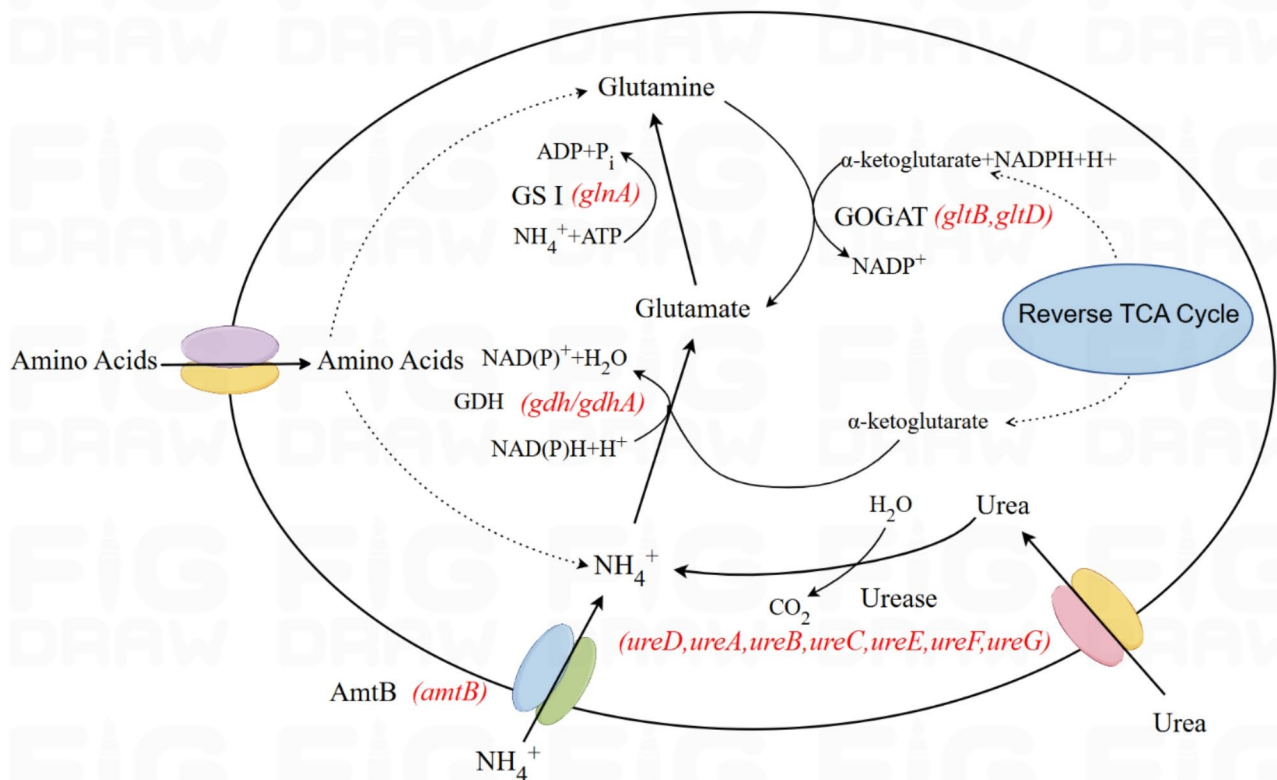 Glutamine
ADP+Pi
α-ketoglutarate+NADPH+H+
GS I (glnA)
GOGAT (gltB,gltD)
NH4++ATP
NADP+
Glutamate
Reverse TCA Cycle
Amino Acids
Amino Acids
NAD(P)++H2O
GDH (gdh/gdhA)
NAD(P)H+H+
α-ketoglutarate
H2O
Urea
NH4+
CO2
Urease
(ureD,ureA,ureB,ureC,ureE,ureF,ureG)
AmtB (amtB)
Urea
NH4+
FIG
DRAW